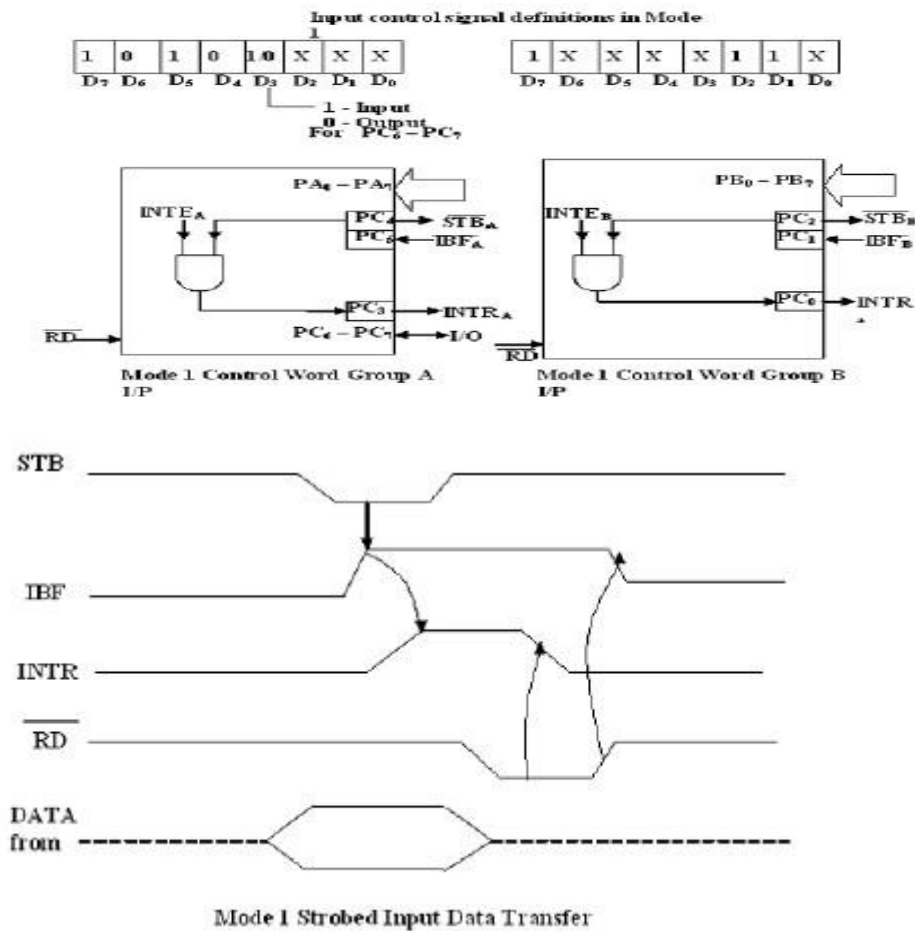 Input control signal definitions in Mode
1
1 0 1 0 1/0 X X X
D7 D6 D5 D4 D3 D2 D1 D0
1 X X X X 1 1 X
D7 D6 D5 D4 D3 D2 D1 D0
1 - Input
0 - Output
For PC6 – PC7
PA0 – PA7
INTEA
PC4
STBA
PC5
IBFA
PC3
INTRA
RD
PC6 – PC7
I/O
Mode 1 Control Word Group A
I/P
PB0 – PB7
INTEB
PC2
STBB
PC1
IBFB
PC0
INTR
RD
Mode 1 Control Word Group B
I/P
STB
IBF
INTR
RD
DATA
from
Mode 1 Strobed Input Data Transfer